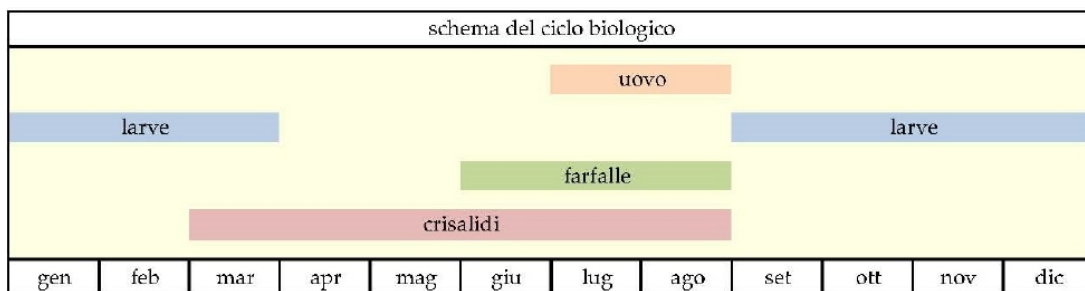 schema del ciclo biologico
uovo
larve larve
farfalle
crisalidi
gen feb mar apr mag giu lug ago set ott nov dic